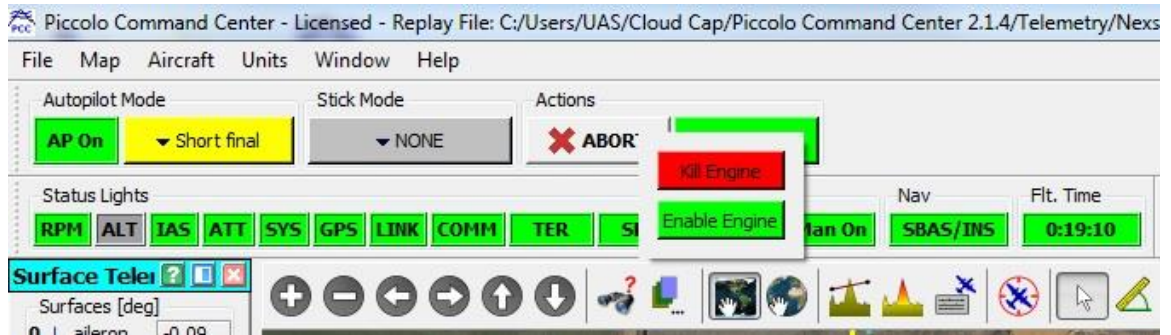 Piccolo Command Center - Licensed - Replay File: C:/Users/UAS/Cloud Cap/Piccolo Command Center 2.1.4/Telemetry/Nexs
File Map Aircraft Units Window Help
Autopilot Mode Stick Mode Actions
AP On Short final NONE ABORT
Kill Engine
Status Lights Nav Flt. Time
RPM ALT IAS ATT SYS GPS LINK COMM TER Enable Engine Man On SBAS/INS 0:19:10
Surface Teler
Surfaces [deg]
0 L aileron -0.09